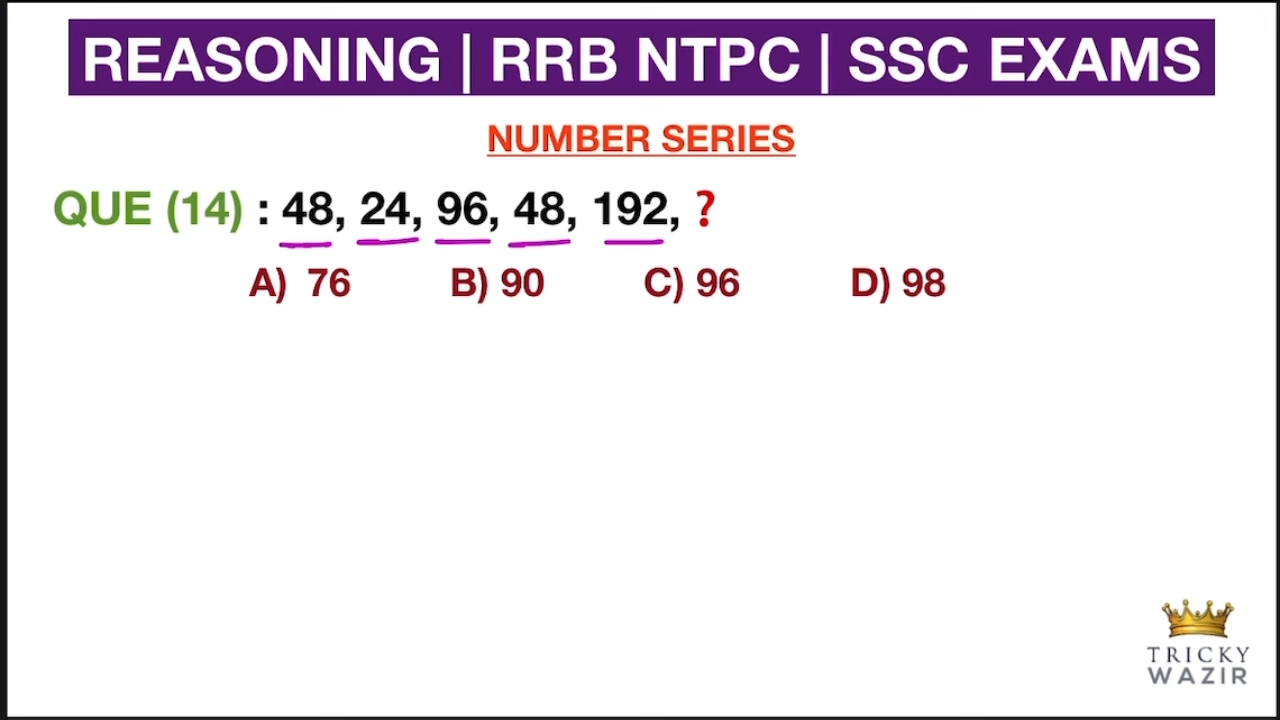 REASONING | RRB NTPC | SSC EXAMS
NUMBER SERIES
QUE (14) : 48, 24, 96, 48, 192, ?
A) 76 B) 90 C) 96 D) 98
TRICKY
WAZIR